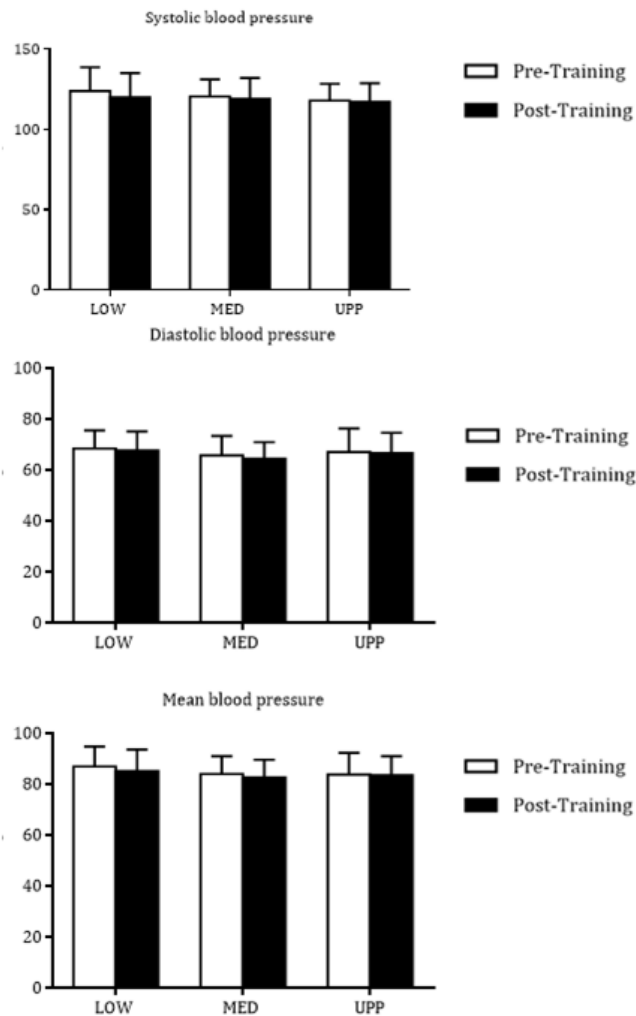 Systolic blood pressure
150
100
50
0
LOW MED UPP
Pre-Training
Post-Training
Diastolic blood pressure
100
80
60
40
20
0
LOW MED UPP
Pre-Training
Post-Training
Mean blood pressure
100
80
60
40
20
0
LOW MED UPP
Pre-Training
Post-Training